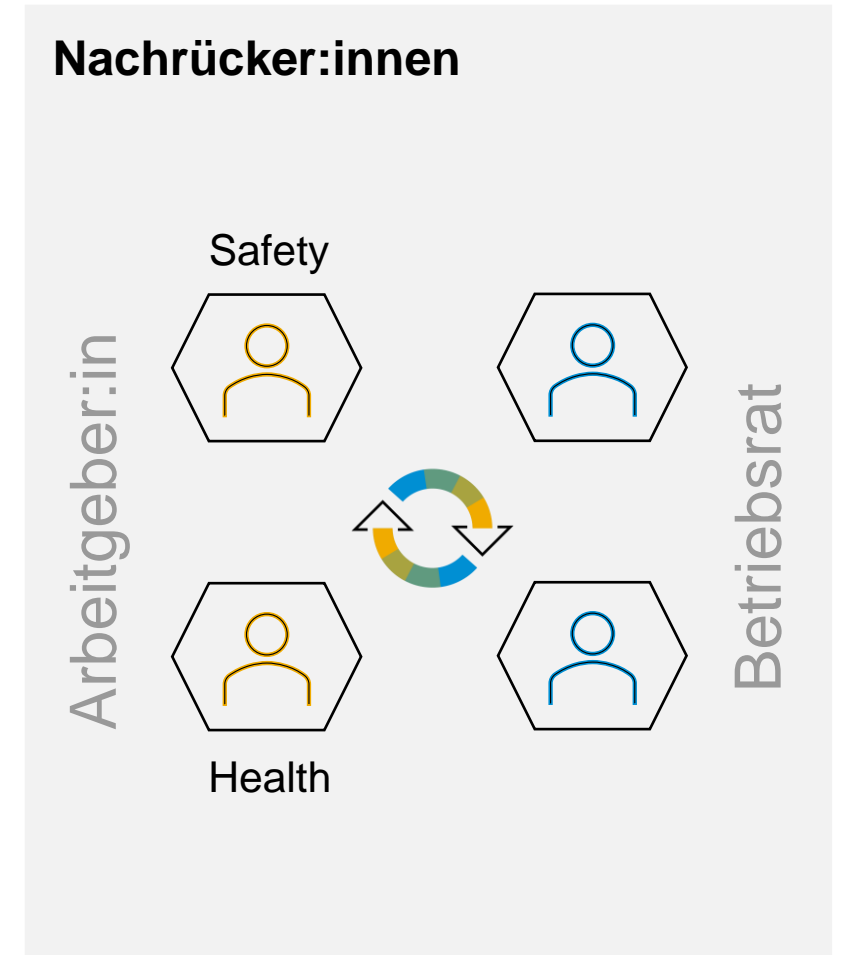 Nachrücker:innen
Safety
Arbeitgeber:in
Betriebsrat
Health